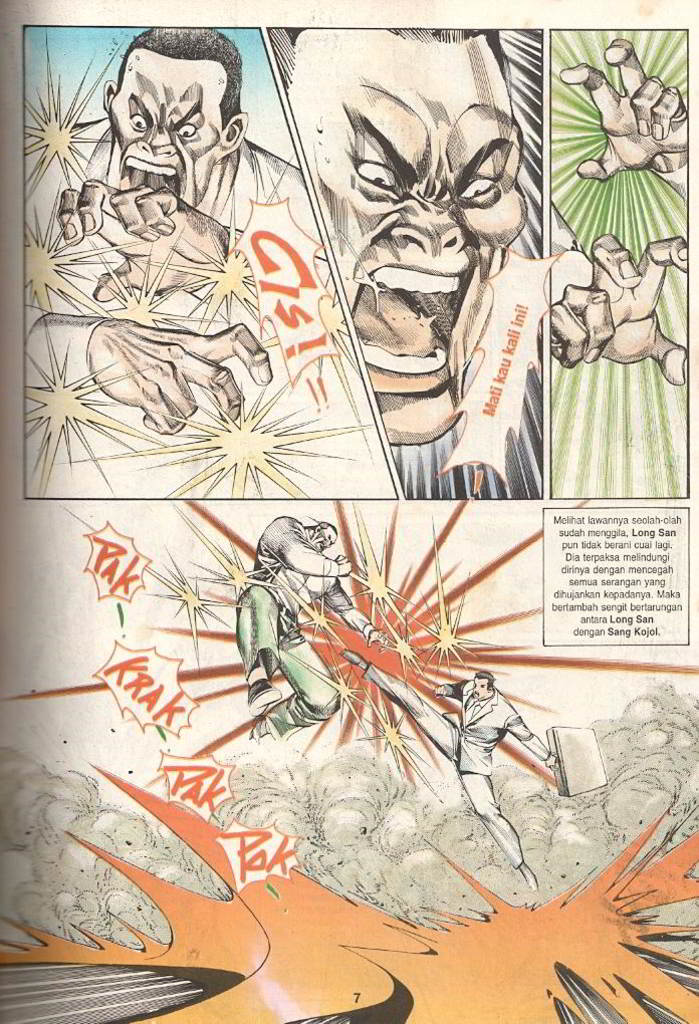 GIS!
Mati kau kali ini!
Melihat lawannya seolah-olah
sudah menggila, Long San
pun tidak berani cuai lagi.
Dia terpaksa melindungi
dirinya dengan mencegah
semua serangan yang
dihujankan kepadanya. Maka
bertambah sengit bertarungan
antara Long San
dengan Sang Kojol.
PAK
KRAK
PAK
POK
7